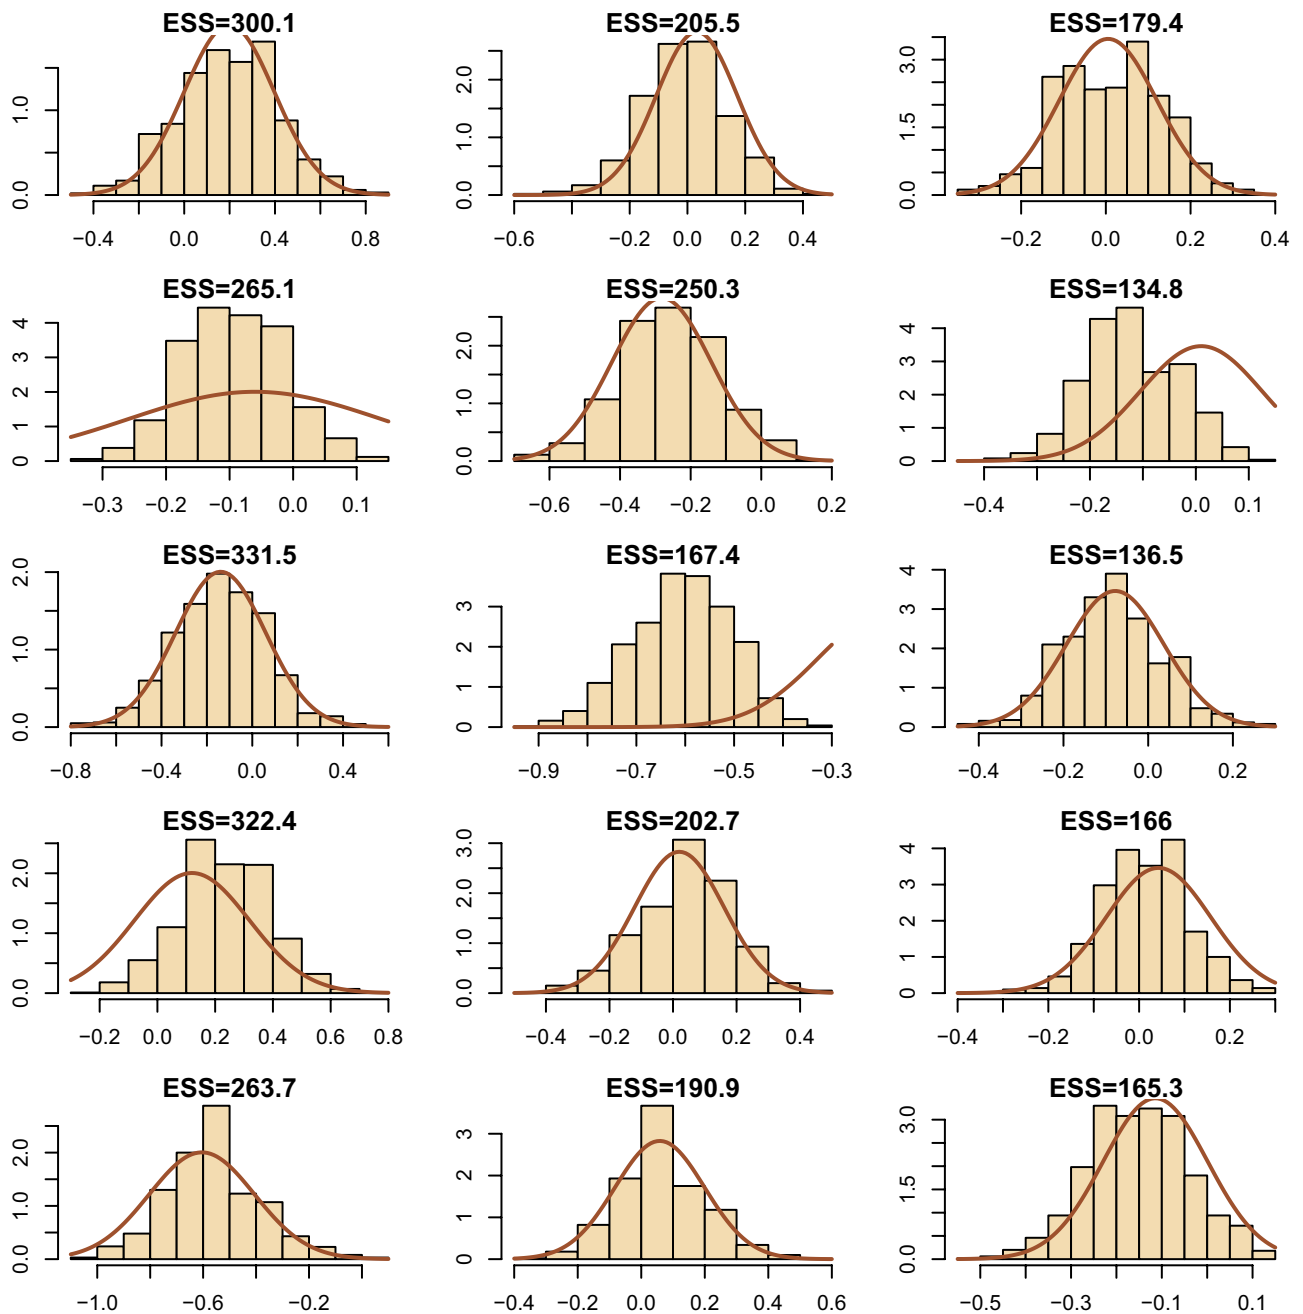 ESS=300.1
0.0 1.0
−0.4 0.0 0.4 0.8
ESS=205.5
0.0 1.0 2.0
−0.6 −0.2 0.0 0.2 0.4
ESS=179.4
0.0 1.5 3.0
−0.2 0.0 0.2 0.4
ESS=265.1
0 1 2 3 4
−0.3 −0.2 −0.1 0.0 0.1
ESS=250.3
0.0 1.0 2.0
−0.6 −0.4 −0.2 0.0 0.2
ESS=134.8
0 1 2 3 4
−0.4 −0.2 0.0 0.1
ESS=331.5
0.0 1.0 2.0
−0.8 −0.4 0.0 0.4
ESS=167.4
0 1 2 3
−0.9 −0.7 −0.5 −0.3
ESS=136.5
0 1 2 3 4
−0.4 −0.2 0.0 0.2
ESS=322.4
0.0 1.0 2.0
−0.2 0.0 0.2 0.4 0.6 0.8
ESS=202.7
0.0 1.0 2.0 3.0
−0.4 −0.2 0.0 0.2 0.4
ESS=166
0 1 2 3 4
−0.4 −0.2 0.0 0.2
ESS=263.7
0.0 1.0 2.0
−1.0 −0.6 −0.2
ESS=190.9
0 1 2 3
−0.4 −0.2 0.0 0.2 0.4 0.6
ESS=165.3
0.0 1.5 3.0
−0.5 −0.3 −0.1 0.1